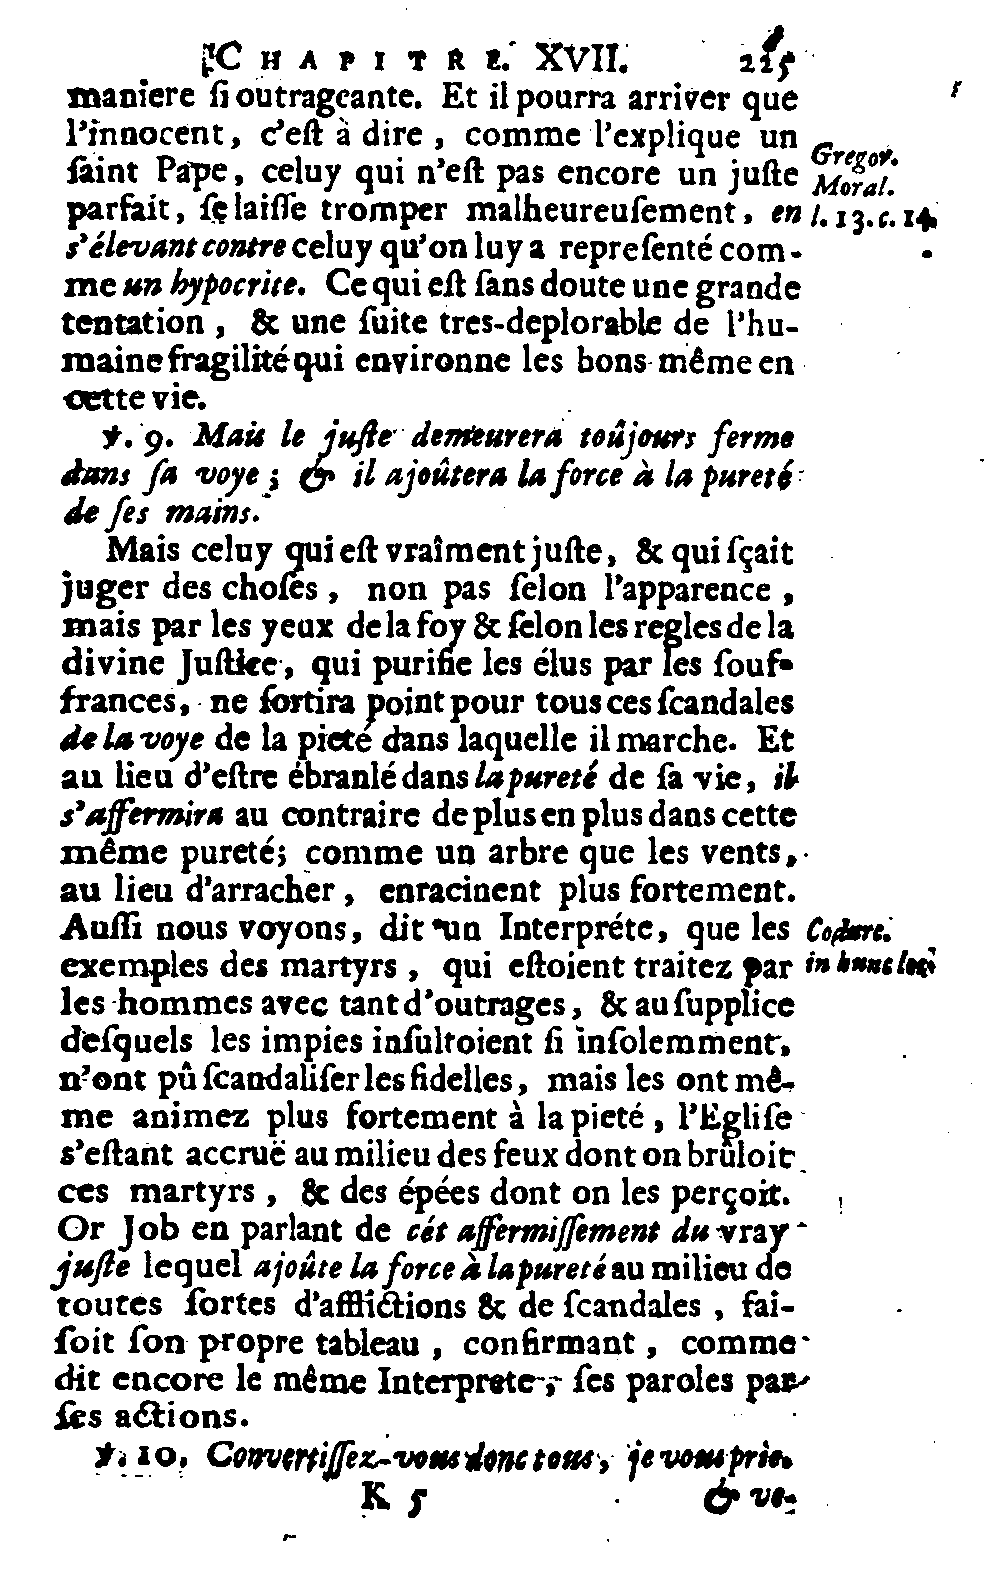 CHAPITRE. XVII. 225
maniere ſi outrageante. Et il pourra arriver que
l'innocent, c'eſt à dire, comme l'explique un
ſaint Pape, celuy qui n'eſt pas encore un juſte
parfait, ſe laiſſe tromper malheureuſement, en
s'élevant contre celuy qu'on luy a repreſenté com-
me un hypocrite. Ce qui eſt ſans doute une grande
tentation, & une ſuite tres-deplorable de l'hu-
maine fragilité qui environne les bons même en
cette vie.
Gregor.
Moral.
l. 13. c. 14.
℣. 9. Mais le juſte demeurera toûjours ferme
dans ſa voye; & il ajoûtera la force à la pureté
de ſes mains.
Mais celuy qui eſt vraîment juſte, & qui ſçait
juger des choſes, non pas ſelon l'apparence,
mais par les yeux de la foy & ſelon les regles de la
divine Juſtice, qui purifie les élus par les ſouf-
frances, ne ſortira point pour tous ces ſcandales
de la voye de la pieté dans laquelle il marche. Et
au lieu d'eſtre ébranlé dans la pureté de ſa vie, il
s'affermira au contraire de plus en plus dans cette
même pureté; comme un arbre que les vents,
au lieu d'arracher, enracinent plus fortement.
Auſſi nous voyons, dit un Interpréte, que les
exemples des martyrs, qui eſtoient traitez par
les hommes avec tant d'outrages, & au ſupplice
deſquels les impies inſultoient ſi inſolemment,
n'ont pû ſcandaliſer les fidelles, mais les ont mê-
me animez plus fortement à la pieté, l'Egliſe
s'eſtant accruë au milieu des feux dont on brûloit
ces martyrs, & des épées dont on les perçoit.
Or Job en parlant de cét affermiſſement du vray
juſte lequel ajoûte la force à la pureté au milieu de
toutes ſortes d'afflictions & de ſcandales, fai-
ſoit ſon propre tableau, confirmant, comme
dit encore le même Interprete, ſes paroles par
ſes actions.
Codurc.
in hunc loc.
℣. 10. Convertiſſez-vous donc tous, je vous prie,
K 5 & ve-